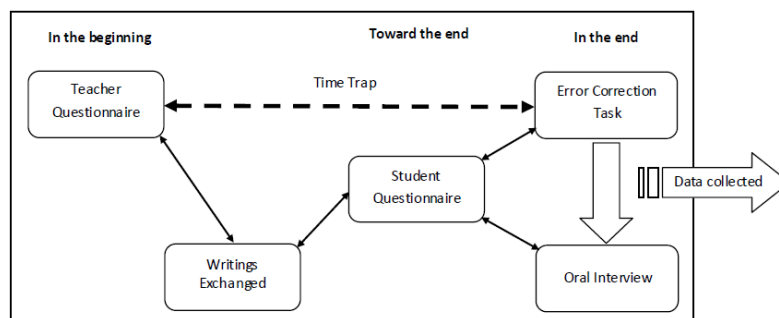 In the beginning
Toward the end
In the end
Teacher
Questionnaire
Time Trap
Error Correction
Task
Student
Questionnaire
Data collected
Writings
Exchanged
Oral Interview